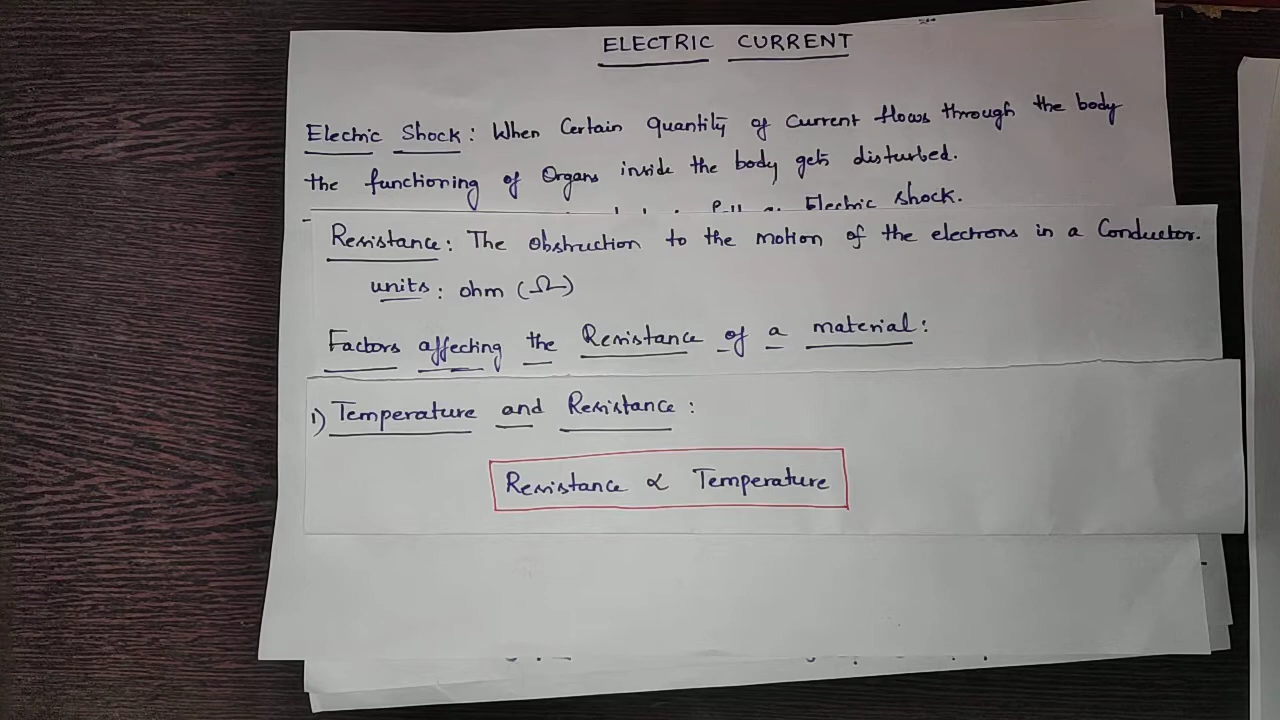 ELECTRIC CURRENT
Electric Shock: When Certain quantity of Current flows through the body
the functioning of Organs inside the body gets disturbed.
Electric shock.
Resistance: The obstruction to the motion of the electrons in a Conductor.
units: ohm (Ω)
Factors affecting the Resistance of a material:
1) Temperature and Resistance:
Resistance ∝ Temperature